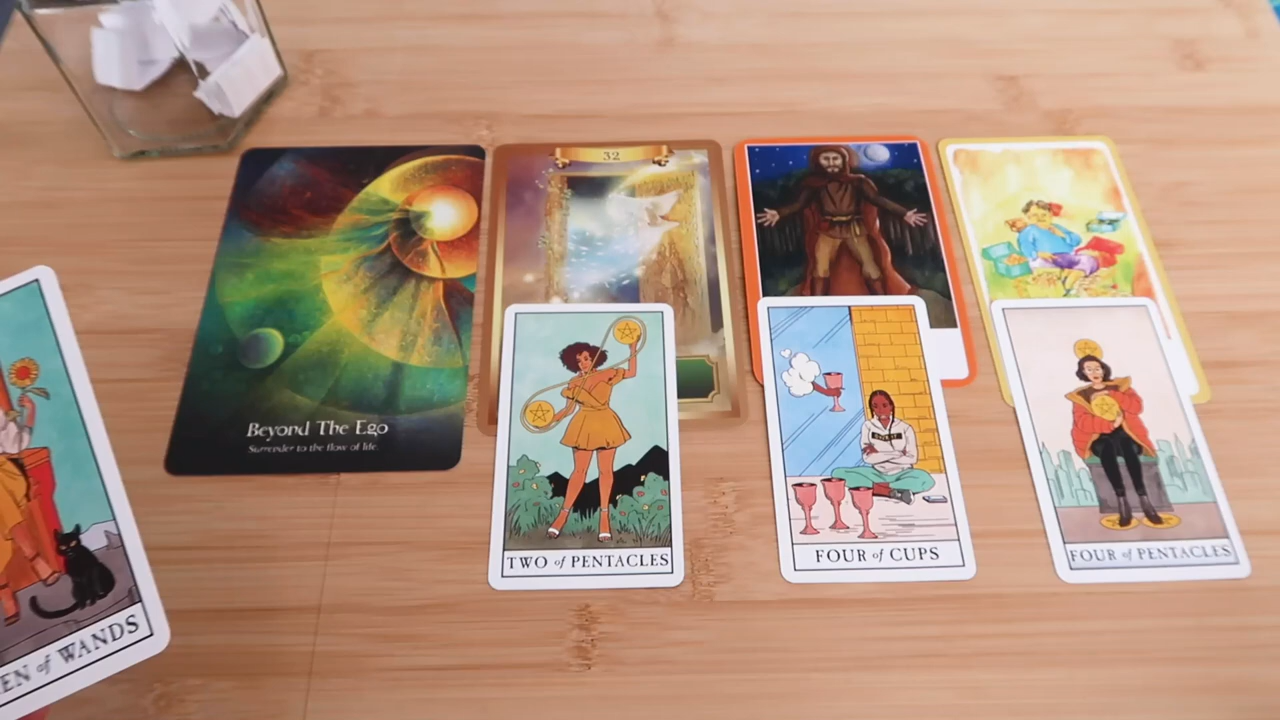 32
Beyond The Ego
Surrender to the flow of life.
TWO of PENTACLES
FOUR of CUPS
FOUR of PENTACLES
EN of WANDS